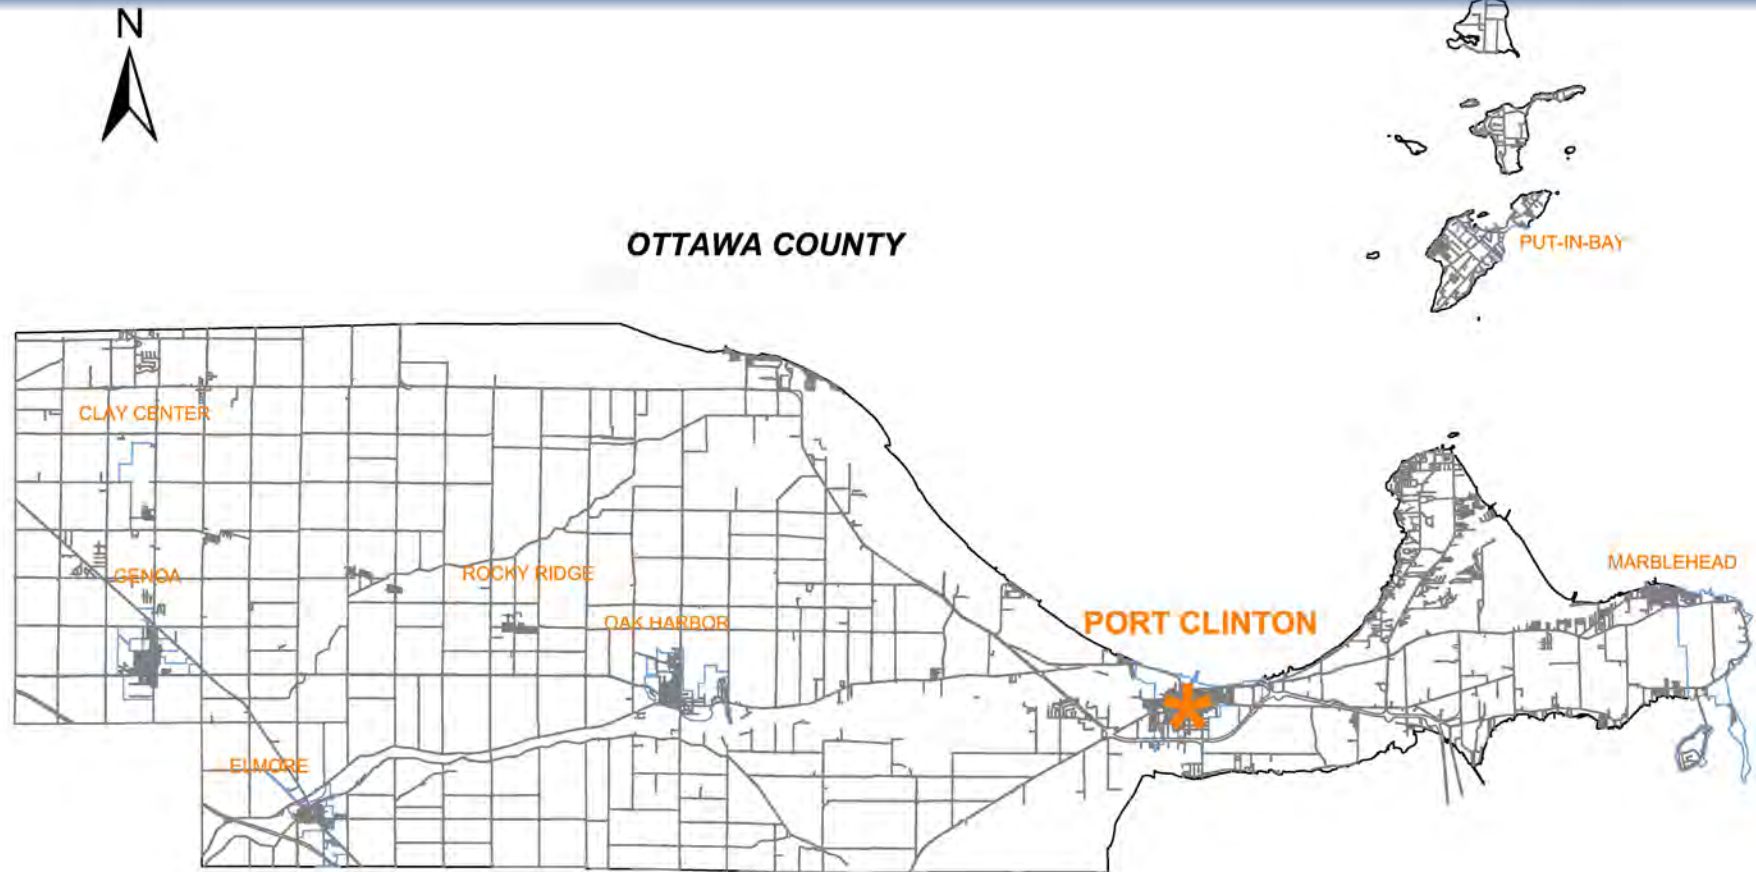 N
OTTAWA COUNTY
PUT-IN-BAY
CLAY CENTER
GENOA
ROCKY RIDGE
MARBLEHEAD
OAK HARBOR
PORT CLINTON
ELMORE